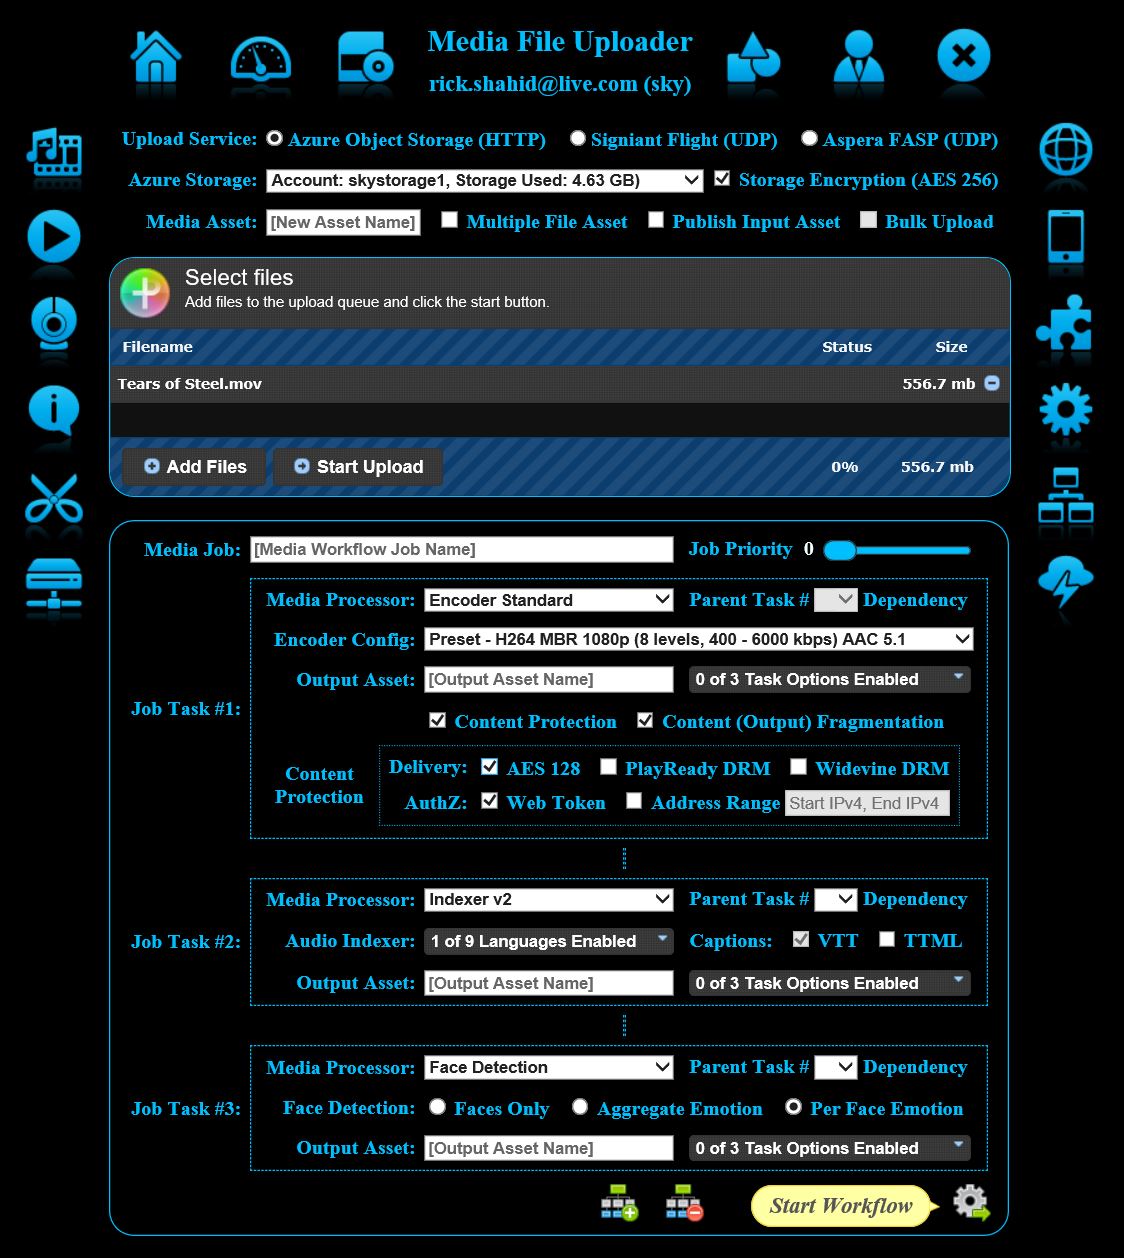 Media File Uploader
rick.shahid@live.com (sky)
Upload Service: Azure Object Storage (HTTP) Signiant Flight (UDP) Aspera FASP (UDP)
Azure Storage: Account: skystorage1, Storage Used: 4.63 GB) Storage Encryption (AES 256)
Media Asset: [New Asset Name] Multiple File Asset Publish Input Asset Bulk Upload
Select files
Add files to the upload queue and click the start button.
Filename Status Size
Tears of Steel.mov 556.7 mb
Add Files Start Upload 0% 556.7 mb
Media Job: [Media Workflow Job Name] Job Priority 0
Media Processor: Encoder Standard Parent Task # Dependency
Encoder Config: Preset - H264 MBR 1080p (8 levels, 400 - 6000 kbps) AAC 5.1
Output Asset: [Output Asset Name] 0 of 3 Task Options Enabled
Job Task #1:
Content Protection Content (Output) Fragmentation
Content Protection
Delivery: AES 128 PlayReady DRM Widevine DRM
AuthZ: Web Token Address Range Start IPv4, End IPv4
Media Processor: Indexer v2 Parent Task # Dependency
Job Task #2: Audio Indexer: 1 of 9 Languages Enabled Captions: VTT TTML
Output Asset: [Output Asset Name] 0 of 3 Task Options Enabled
Media Processor: Face Detection Parent Task # Dependency
Job Task #3: Face Detection: Faces Only Aggregate Emotion Per Face Emotion
Output Asset: [Output Asset Name] 0 of 3 Task Options Enabled
Start Workflow